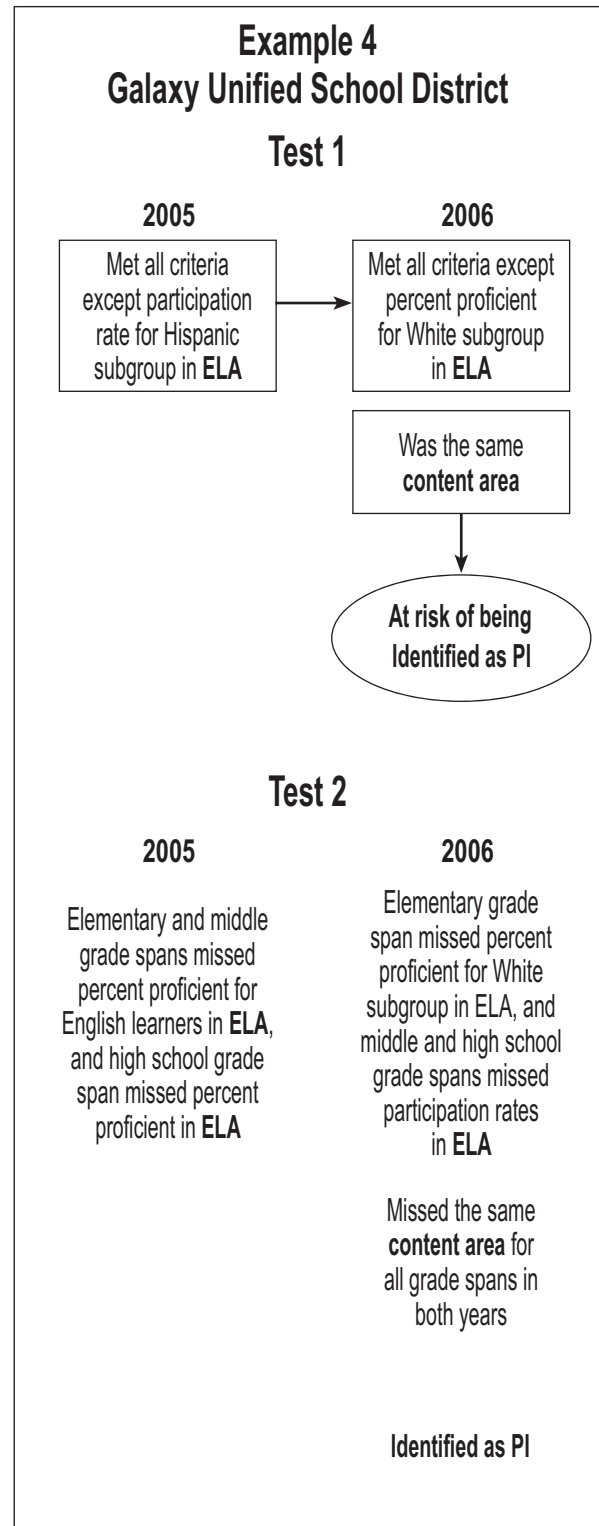 Example 4
Galaxy Unified School District
Test 1
2005
Met all criteria
except participation
rate for Hispanic
subgroup in ELA
2006
Met all criteria except
percent proficient
for White subgroup
in ELA
Was the same
content area
At risk of being
Identified as PI
Test 2
2005
Elementary and middle
grade spans missed
percent proficient for
English learners in ELA,
and high school grade
span missed percent
proficient in ELA
2006
Elementary grade
span missed percent
proficient for White
subgroup in ELA, and
middle and high school
grade spans missed
participation rates
in ELA
Missed the same
content area for
all grade spans in
both years
Identified as PI